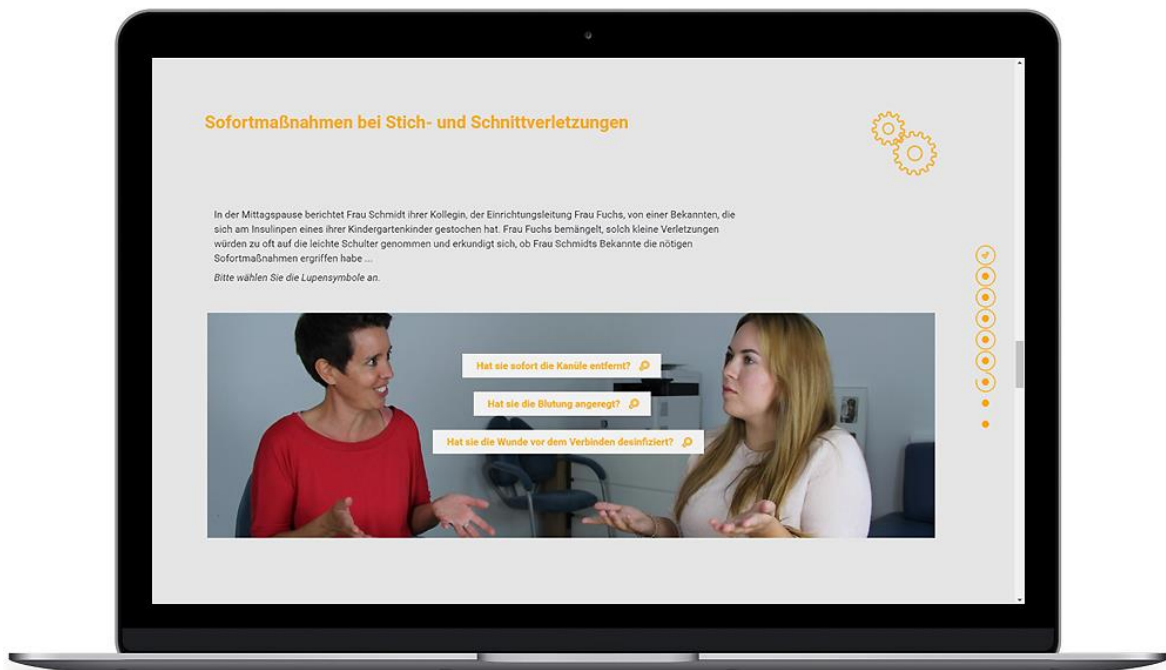 Sofortmaßnahmen bei Stich- und Schnittverletzungen
In der Mittagspause berichtet Frau Schmidt ihrer Kollegin, der Einrichtungsleitung Frau Fuchs, von einer Bekannten, die
sich am Insulinpen eines ihrer Kindergartenkinder gestochen hat. Frau Fuchs bemängelt, solch kleine Verletzungen
würden zu oft auf die leichte Schulter genommen und erkundigt sich, ob Frau Schmidts Bekannte die nötigen
Sofortmaßnahmen ergriffen habe ...
Bitte wählen Sie die Lupensymbole an.
Hat sie sofort die Kanüle entfernt?
Hat sie die Blutung angeregt?
Hat sie die Wunde vor dem Verbinden desinfiziert?